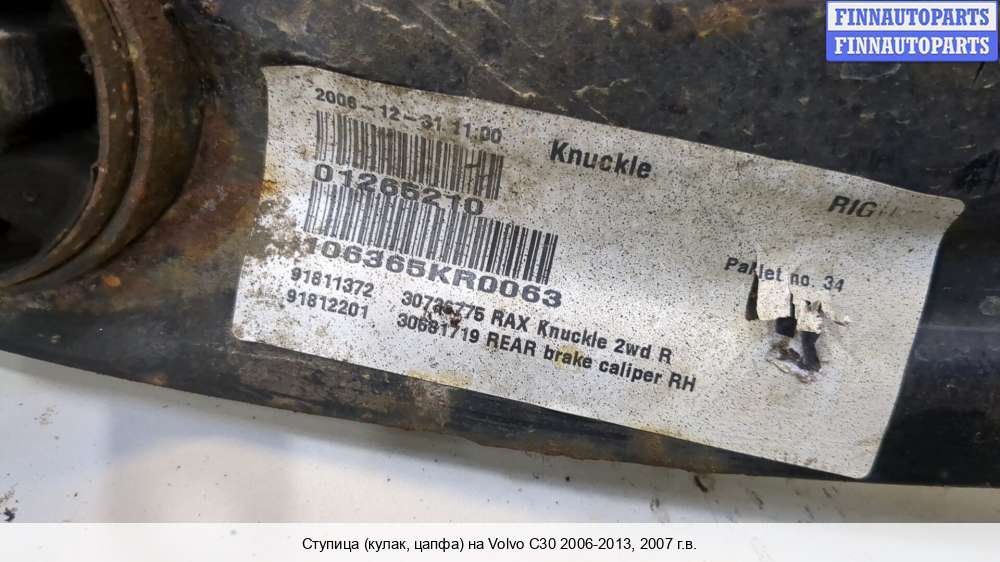 FINNAUTOPARTS
FINNAUTOPARTS
2006-12-31 11:00
Knuckle
01265210
RIG
106365KR0063
Pallet no. 34
91811372 30736775 RAX Knuckle 2wd R
91812201 30681719 REAR brake caliper RH
Ступица (кулак, цапфа) на Volvo C30 2006-2013, 2007 г.в.